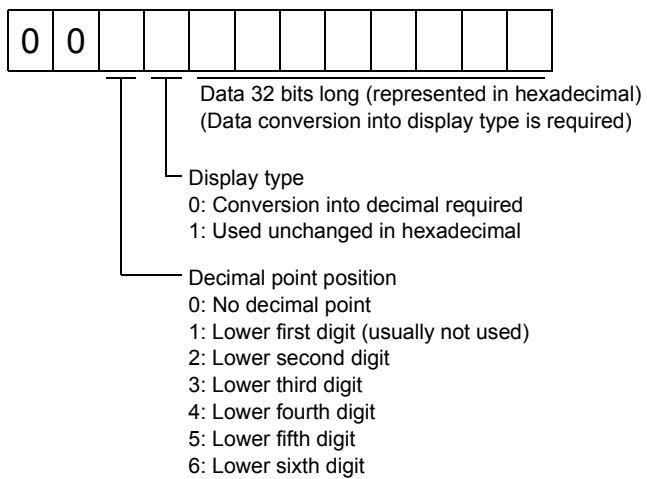 0 0
Data 32 bits long (represented in hexadecimal)
(Data conversion into display type is required)
Display type
0: Conversion into decimal required
1: Used unchanged in hexadecimal
Decimal point position
0: No decimal point
1: Lower first digit (usually not used)
2: Lower second digit
3: Lower third digit
4: Lower fourth digit
5: Lower fifth digit
6: Lower sixth digit